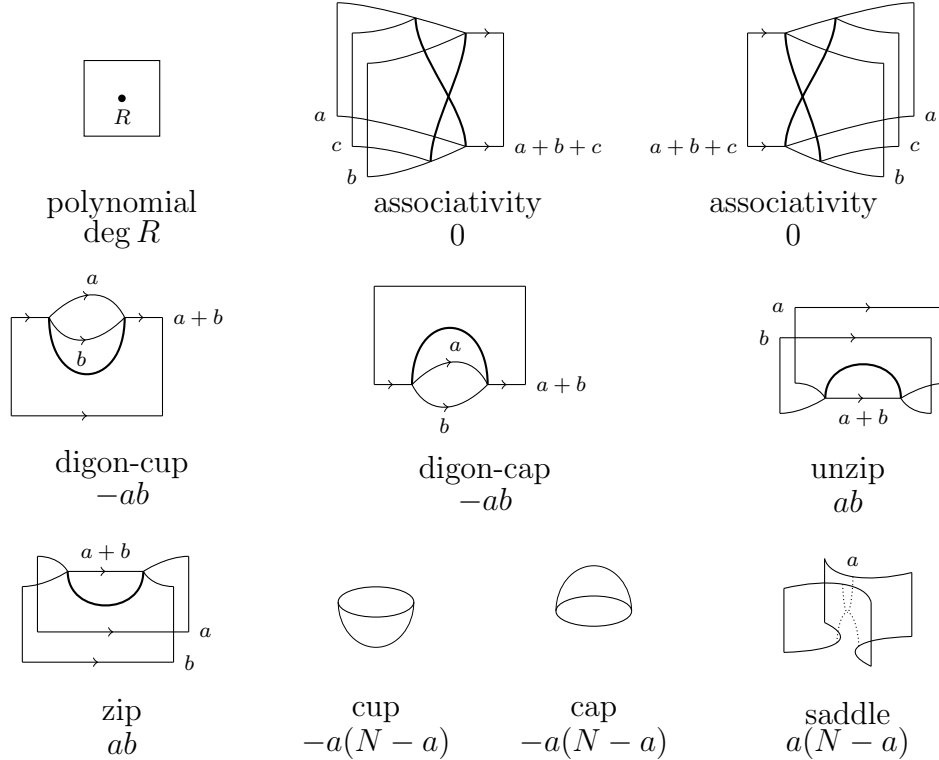 R
polynomial
deg R
a
c
b
a + b + c
associativity
0
a + b + c
a
c
b
associativity
0
a
b
a + b
digon-cup
−ab
a
b
a + b
digon-cap
−ab
a
b
a + b
unzip
ab
a + b
a
b
zip
ab
cup
−a(N − a)
cap
−a(N − a)
a
saddle
a(N − a)